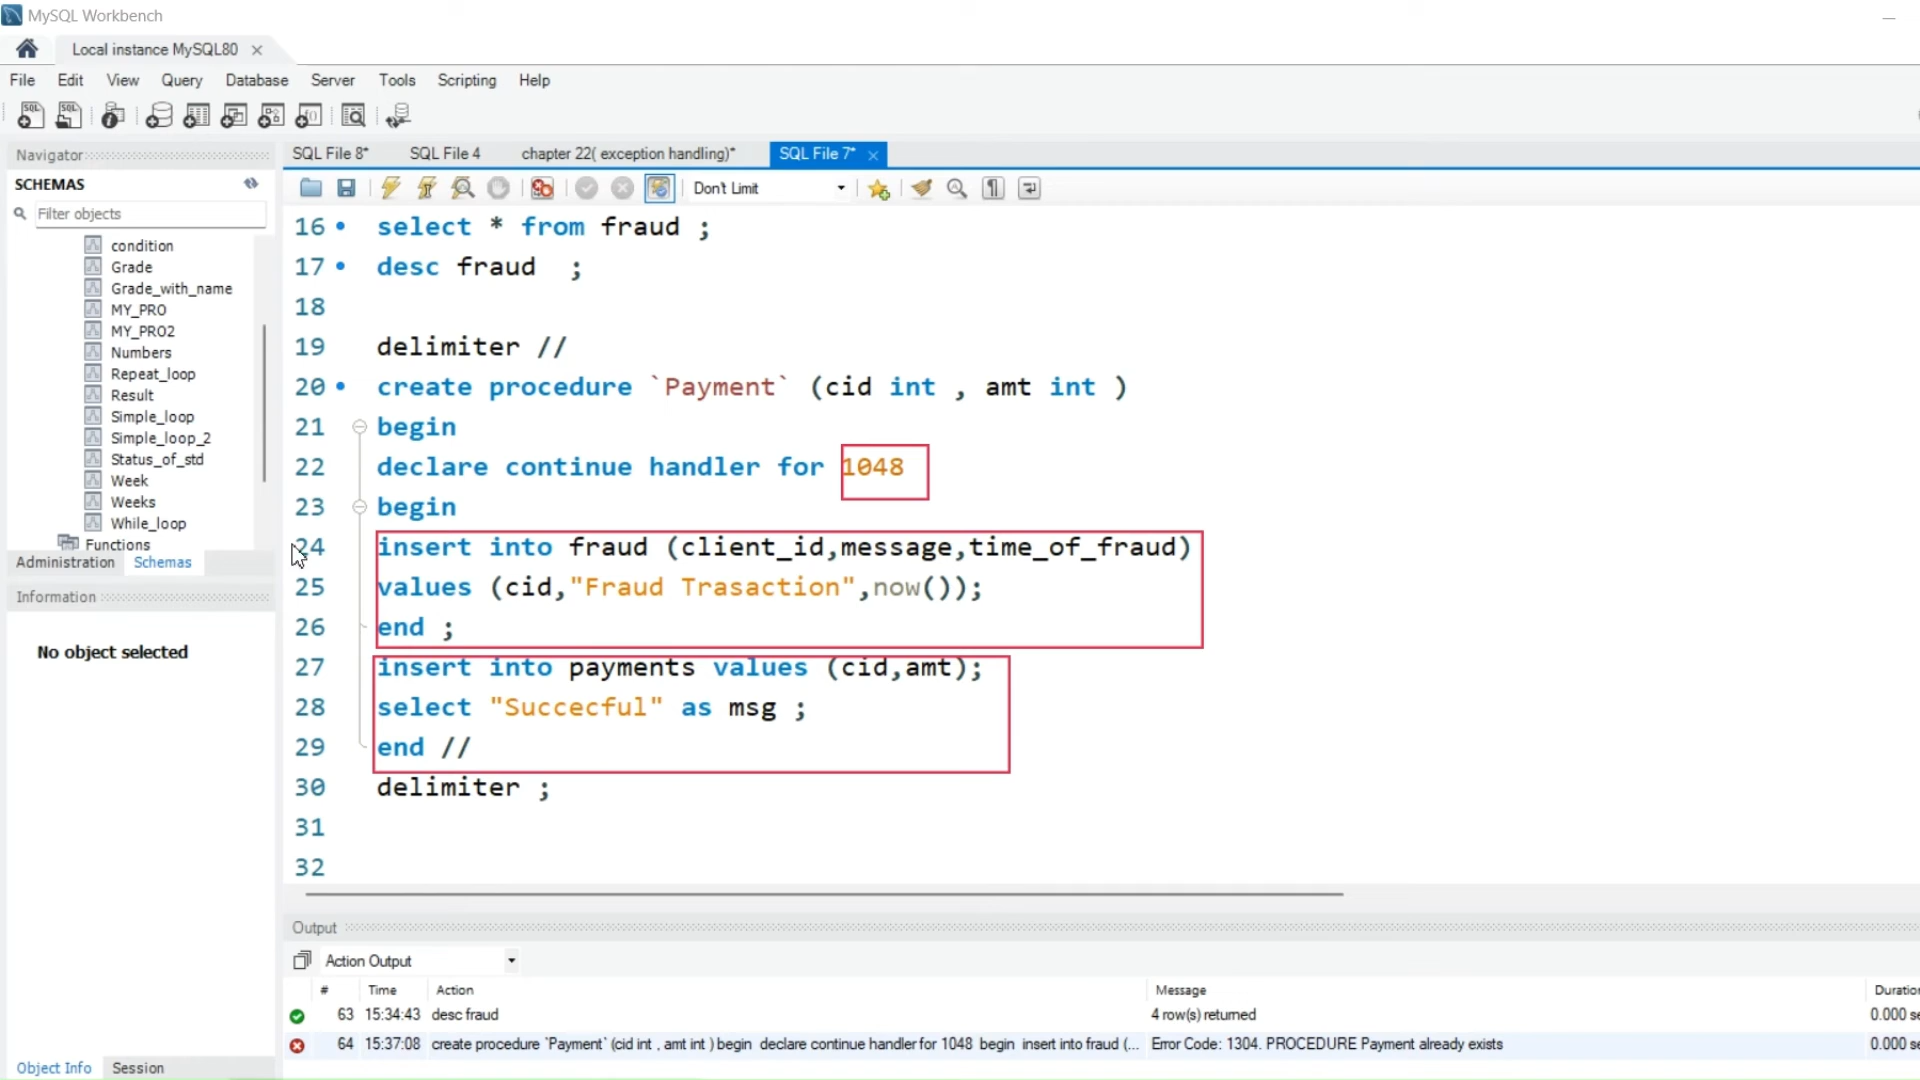 MySQL Workbench
Local instance MySQL80
File Edit View Query Database Server Tools Scripting Help
Navigator
SCHEMAS
Filter objects
condition
Grade
Grade_with_name
MY_PRO
MY_PRO2
Numbers
Repeat_loop
Result
Simple_loop
Simple_loop_2
Status_of_std
Week
Weeks
While_loop
Functions
Administration Schemas
Information
No object selected
Object Info Session
SQL File 8* SQL File 4 chapter 22( exception handling)* SQL File 7*
Don't Limit
16 select * from fraud ;
17 desc fraud ;
18
19 delimiter //
20 create procedure `Payment` (cid int , amt int )
21 begin
22 declare continue handler for 1048
23 begin
24 insert into fraud (client_id,message,time_of_fraud)
25 values (cid,"Fraud Trasaction",now());
26 end ;
27 insert into payments values (cid,amt);
28 select "Succecful" as msg ;
29 end //
30 delimiter ;
31
32
Output
Action Output
# Time Action Message Duration
63 15:34:43 desc fraud 4 row(s) returned 0.000 se
64 15:37:08 create procedure `Payment` (cid int , amt int ) begin declare continue handler for 1048 begin insert into fraud (... Error Code: 1304. PROCEDURE Payment already exists 0.000 se